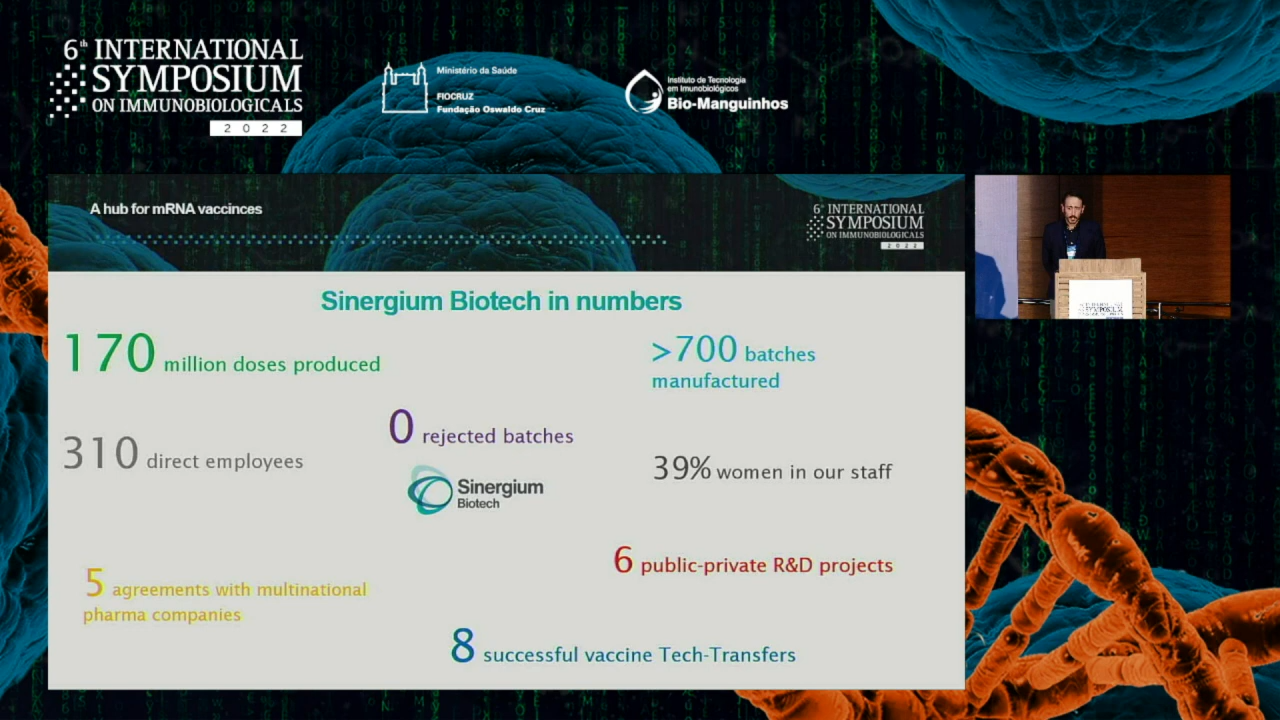 6th INTERNATIONAL
SYMPOSIUM
ON IMMUNOBIOLOGICALS
2022
Ministério da Saúde
FIOCRUZ
Fundação Oswaldo Cruz
Instituto de Tecnologia
em Imunobiológicos
Bio-Manguinhos
A hub for mRNA vaccinces
6th INTERNATIONAL
SYMPOSIUM
ON IMMUNOBIOLOGICALS
2022
Sinergium Biotech in numbers
170 million doses produced
>700 batches
manufactured
0 rejected batches
310 direct employees
39% women in our staff
Sinergium
Biotech
6 public-private R&D projects
5 agreements with multinational
pharma companies
8 successful vaccine Tech-Transfers
SYMPOSIUM